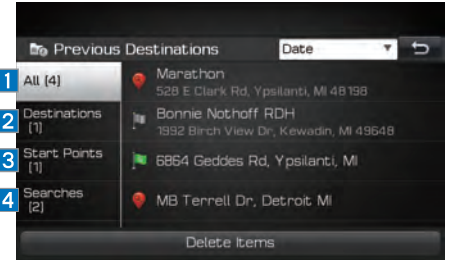 Previous Destinations
Date
1 All (4)
Marathon
528 E Clark Rd, Ypsilanti, MI 48198
2 Destinations (1)
Bonnie Nothoff RDH
1992 Birch View Dr, Kewadin, MI 49648
3 Start Points (1)
6864 Geddes Rd, Ypsilanti, MI
4 Searches (2)
MB Terrell Dr, Detroit MI
Delete Items